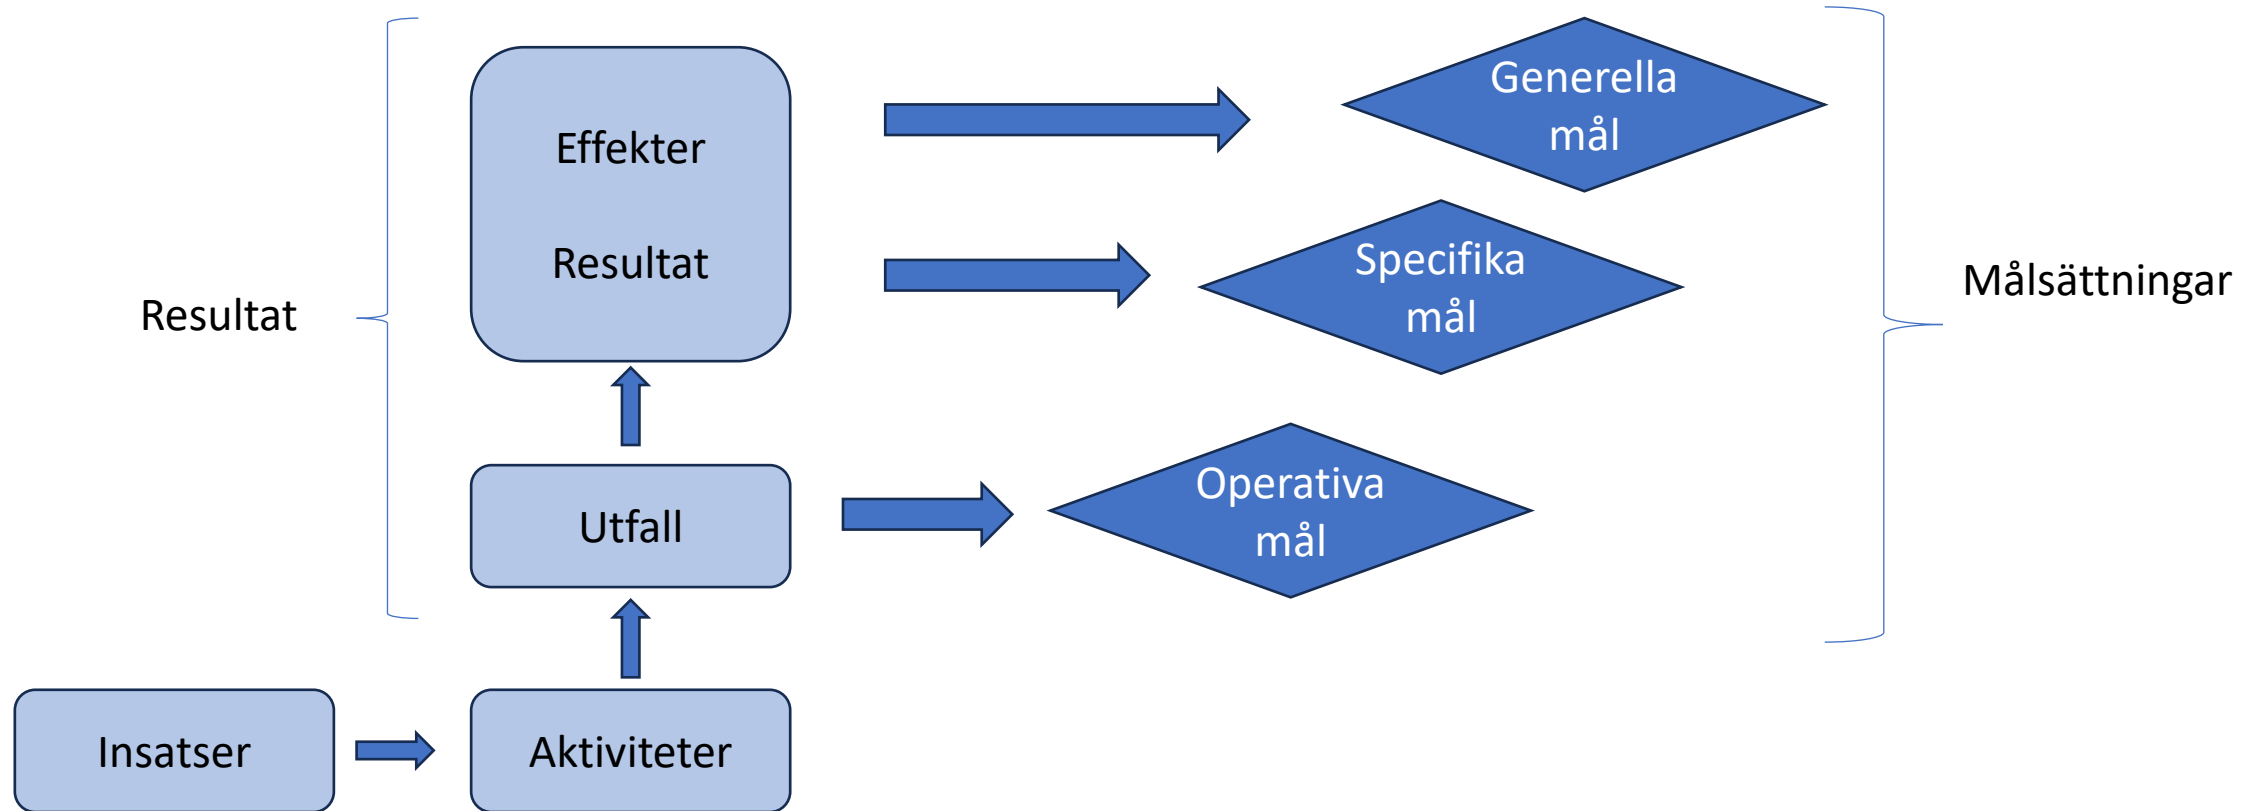 Generella
mål
Effekter
Resultat
Specifika
mål
Resultat
Målsättningar
Operativa
mål
Utfall
Insatser
Aktiviteter